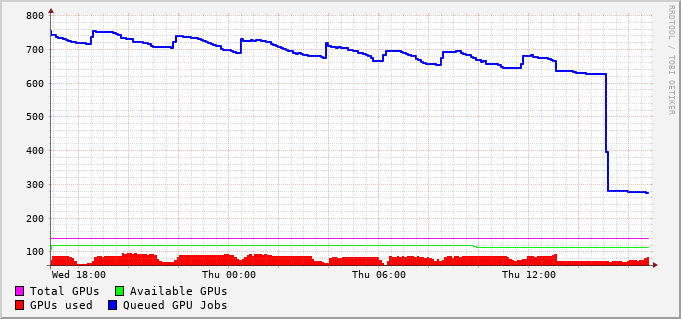 800
700
600
500
400
300
200
100
Wed 18:00 Thu 00:00 Thu 06:00 Thu 12:00
Total GPUs Available GPUs
GPUs used Queued GPU Jobs
RRDTOOL / TOBI OETIKER